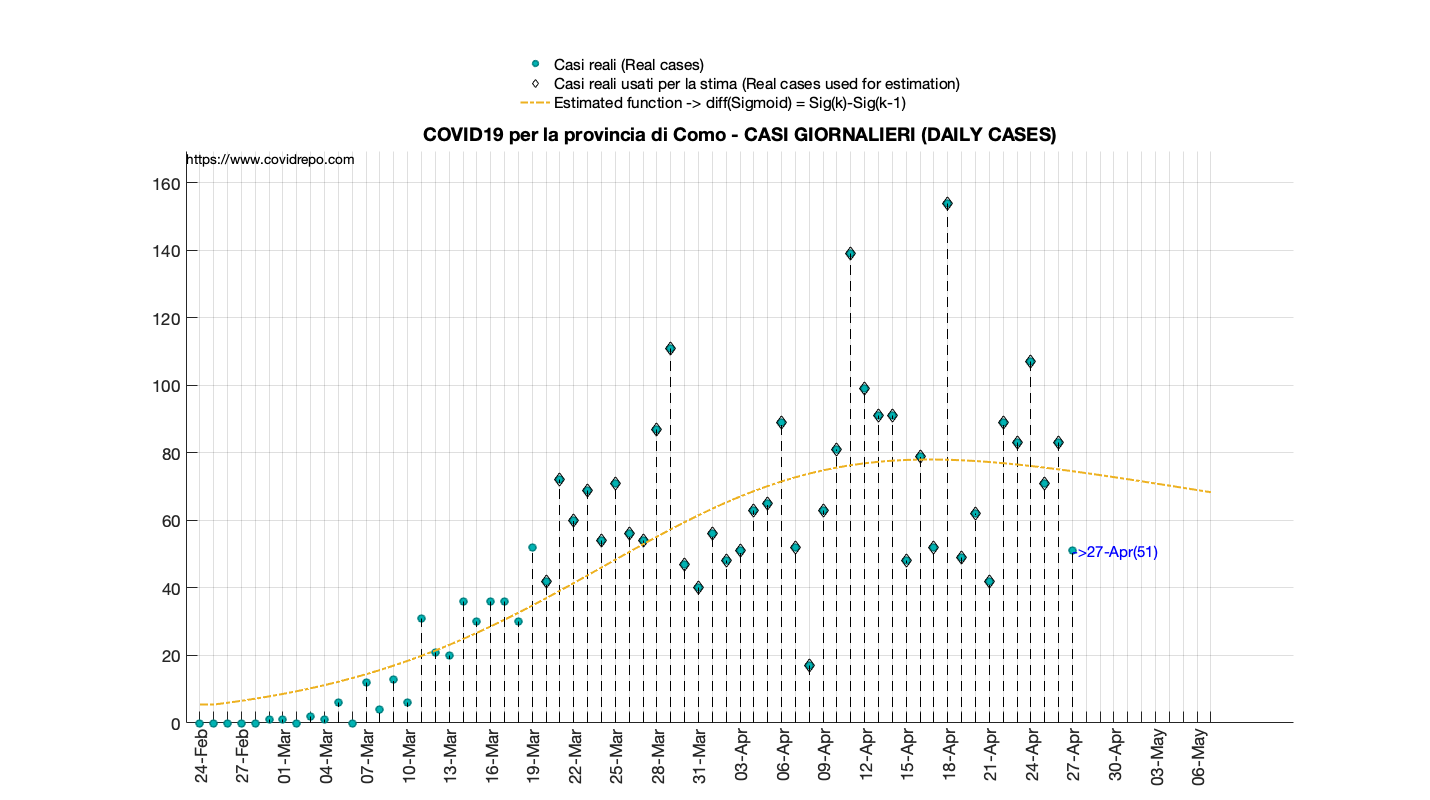 Casi reali (Real cases)
Casi reali usati per la stima (Real cases used for estimation)
Estimated function -> diff(Sigmoid) = Sig(k)-Sig(k-1)
COVID19 per la provincia di Como - CASI GIORNALIERI (DAILY CASES)
https://www.covidrepo.com
160
140
120
100
80
60
40
20
0
->27-Apr(51)
24-Feb
27-Feb
01-Mar
04-Mar
07-Mar
10-Mar
13-Mar
16-Mar
19-Mar
22-Mar
25-Mar
28-Mar
31-Mar
03-Apr
06-Apr
09-Apr
12-Apr
15-Apr
18-Apr
21-Apr
24-Apr
27-Apr
30-Apr
03-May
06-May